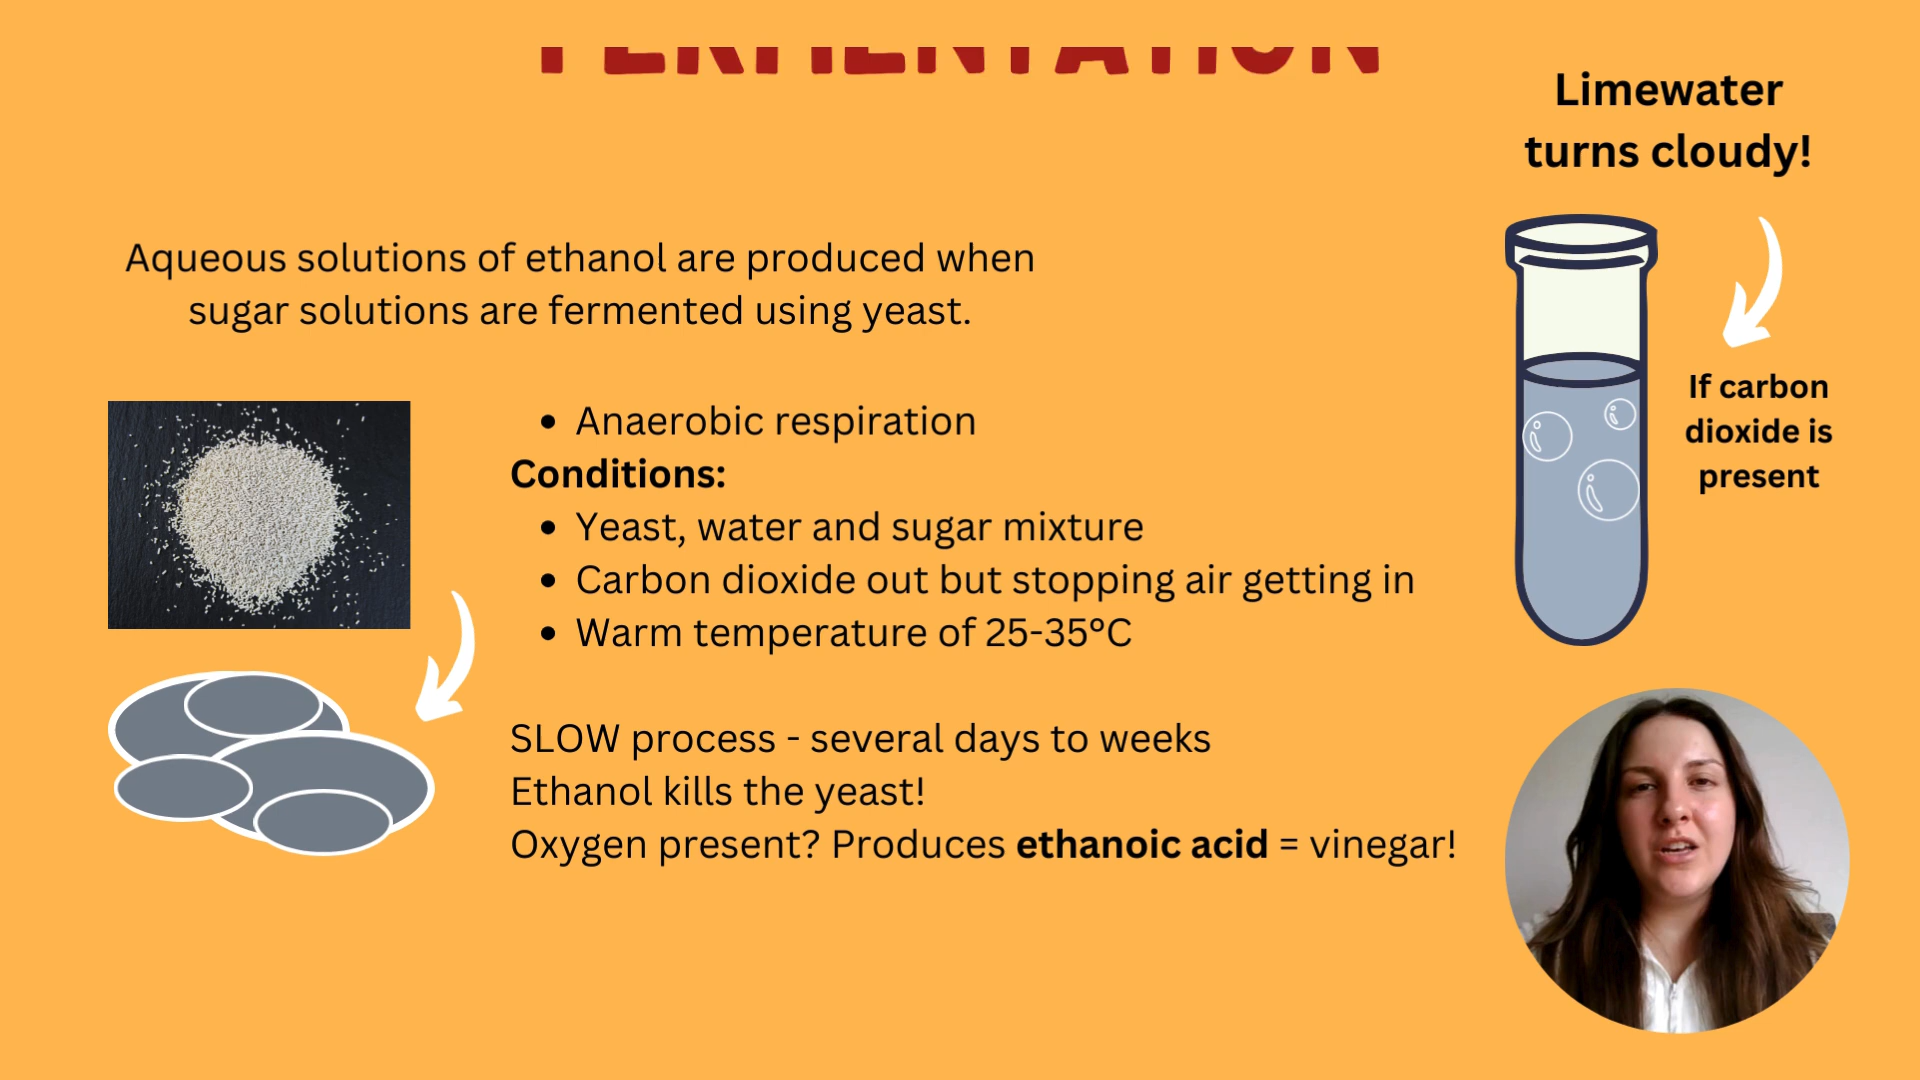 FERMENTATION
Limewater
turns cloudy!
Aqueous solutions of ethanol are produced when
sugar solutions are fermented using yeast.
If carbon
dioxide is
present
• Anaerobic respiration
Conditions:
• Yeast, water and sugar mixture
• Carbon dioxide out but stopping air getting in
• Warm temperature of 25-35°C
SLOW process - several days to weeks
Ethanol kills the yeast!
Oxygen present? Produces ethanoic acid = vinegar!